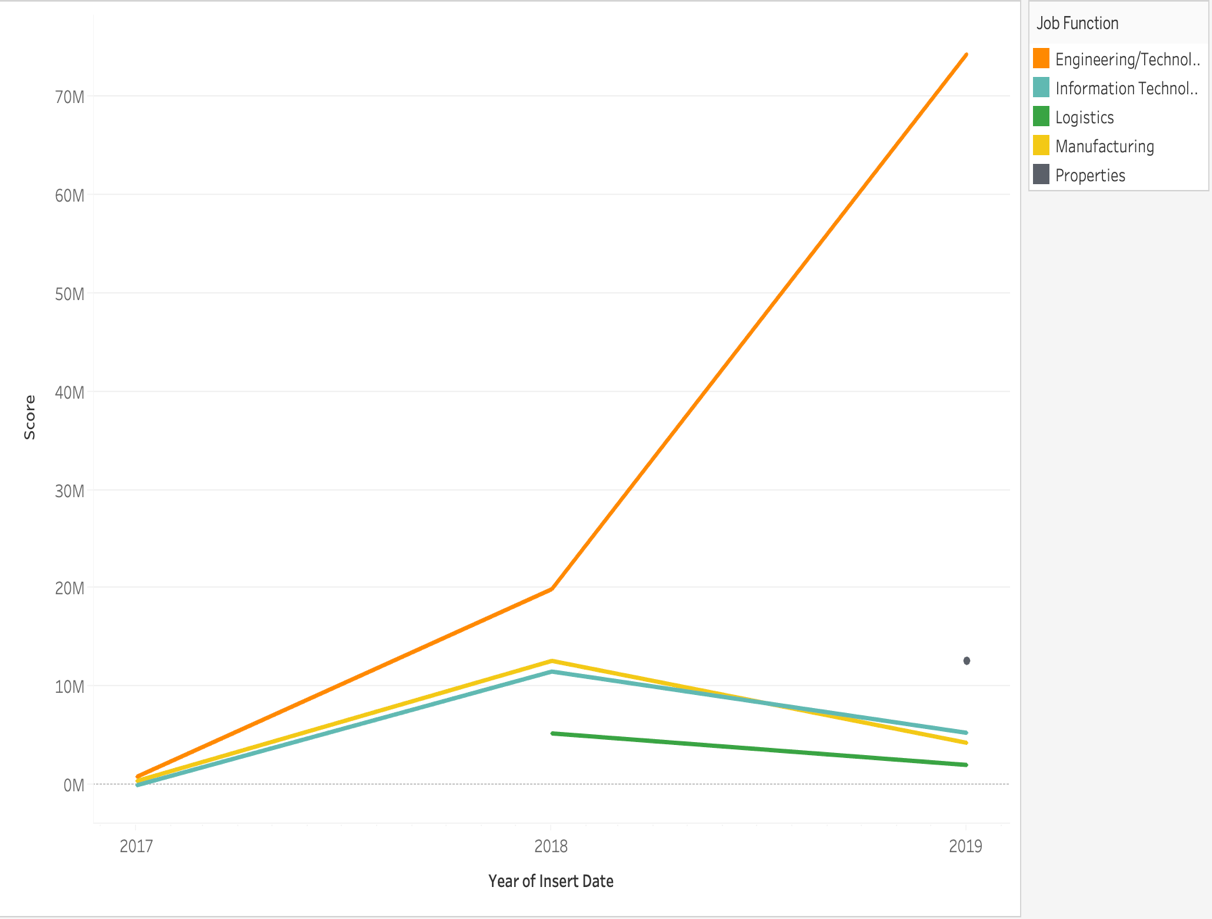 Job Function
Engineering/Technol..
Information Technol..
Logistics
Manufacturing
Properties
70M
60M
50M
40M
30M
20M
10M
0M
Score
2017 2018 2019
Year of Insert Date